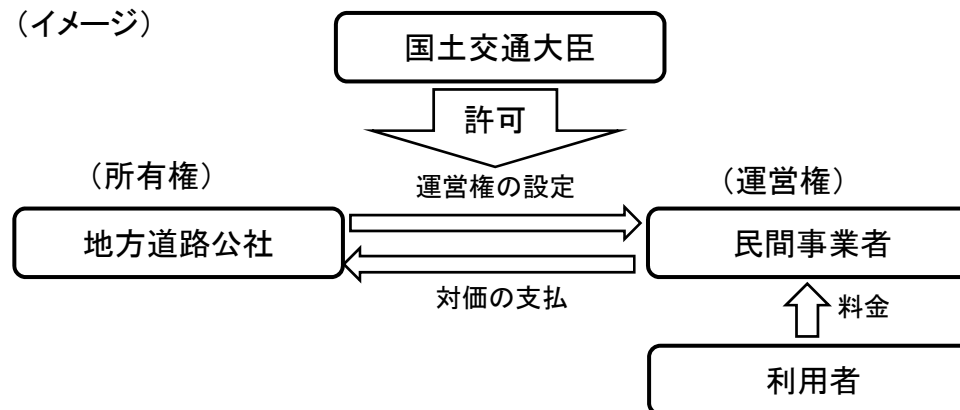 （イメージ）
国土交通大臣
許可
（所有権）
運営権の設定
（運営権）
地方道路公社
民間事業者
対価の支払
料金
利用者